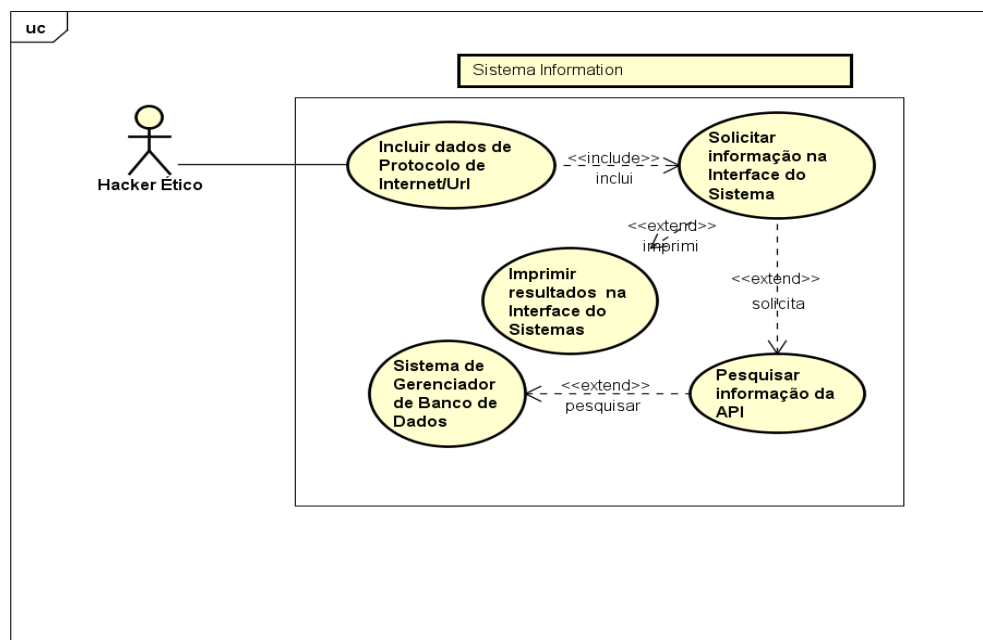 uc
Sistema Information
Hacker Ético
Incluir dados de
Protocolo de
Internet/Url
<<include>>
inclui
Solicitar
informação na
Interface do
Sistema
<<extend>>
imprimi
Imprimir
resultados na
Interface do
Sistemas
<<extend>>
solicita
Sistema de
Gerenciador
de Banco de
Dados
<<extend>>
pesquisar
Pesquisar
informação da
API